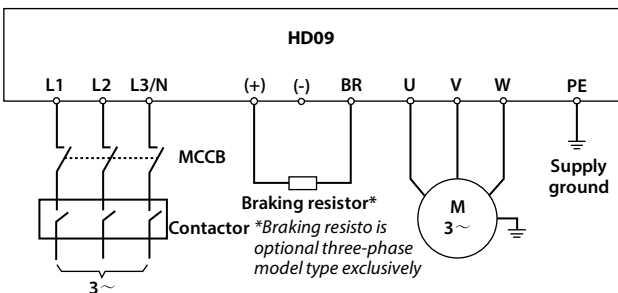 HD09
L1 L2 L3/N (+) (-) BR U V W PE
MCCB
Supply
ground
Braking resistor*
Contactor
*Braking resisto is
optional three-phase
model type exclusively
M
3~
3~